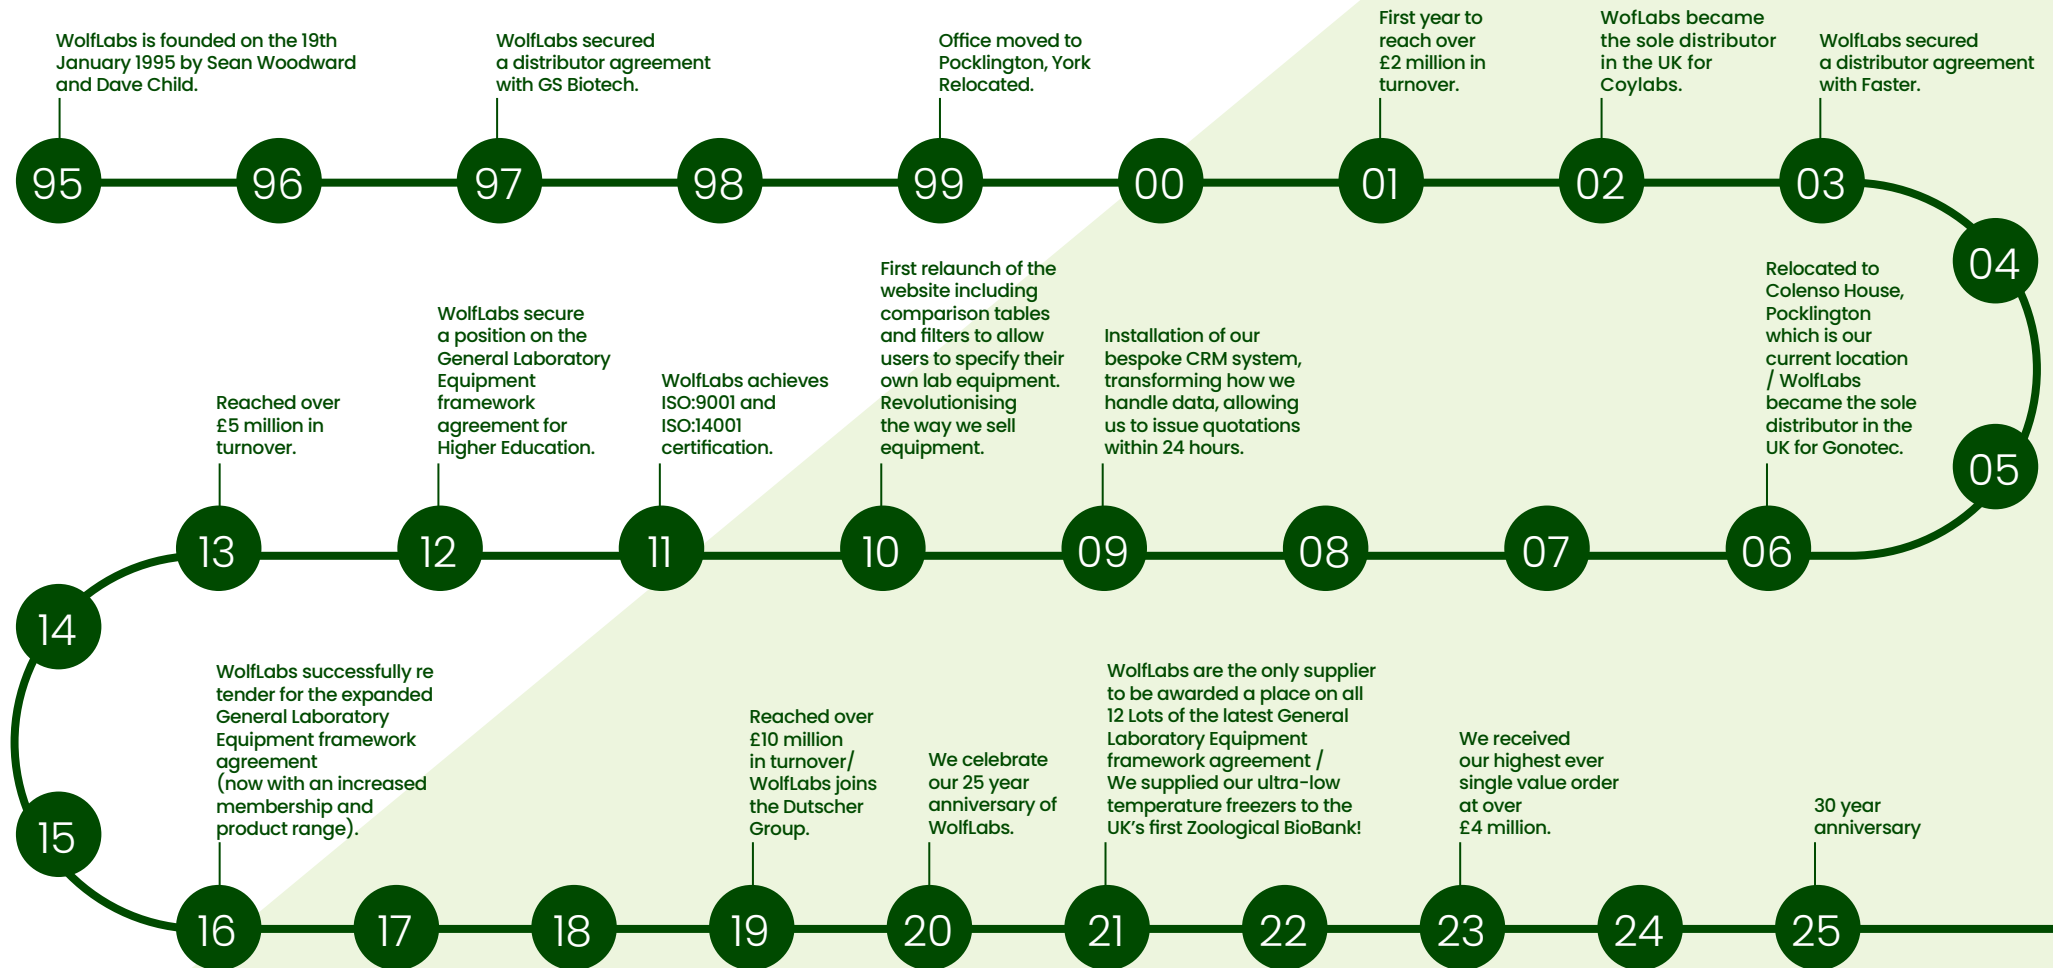 WolfLabs is founded on the 19th
January 1995 by Sean Woodward
and Dave Child.
95
96
WolfLabs secured
a distributor agreement
with GS Biotech.
97
98
Office moved to
Pocklington, York
Relocated.
99
00
First year to
reach over
£2 million in
turnover.
01
WofLabs became
the sole distributor
in the UK for
Coylabs.
02
WolfLabs secured
a distributor agreement
with Faster.
03
04
05
Relocated to
Colenso House,
Pocklington
which is our
current location
/ WolfLabs
became the sole
distributor in the
UK for Gonotec.
06
07
08
Installation of our
bespoke CRM system,
transforming how we
handle data, allowing
us to issue quotations
within 24 hours.
09
First relaunch of the
website including
comparison tables
and filters to allow
users to specify their
own lab equipment.
Revolutionising
the way we sell
equipment.
10
WolfLabs achieves
ISO:9001 and
ISO:14001
certification.
11
WolfLabs secure
a position on the
General Laboratory
Equipment
framework
agreement for
Higher Education.
12
Reached over
£5 million in
turnover.
13
14
15
WolfLabs successfully re
tender for the expanded
General Laboratory
Equipment framework
agreement
(now with an increased
membership and
product range).
16
17
18
Reached over
£10 million
in turnover/
WolfLabs joins
the Dutscher
Group.
19
We celebrate
our 25 year
anniversary of
WolfLabs.
20
WolfLabs are the only supplier
to be awarded a place on all
12 Lots of the latest General
Laboratory Equipment
framework agreement /
We supplied our ultra-low
temperature freezers to the
UK's first Zoological BioBank!
21
22
We received
our highest ever
single value order
at over
£4 million.
23
24
30 year
anniversary
25